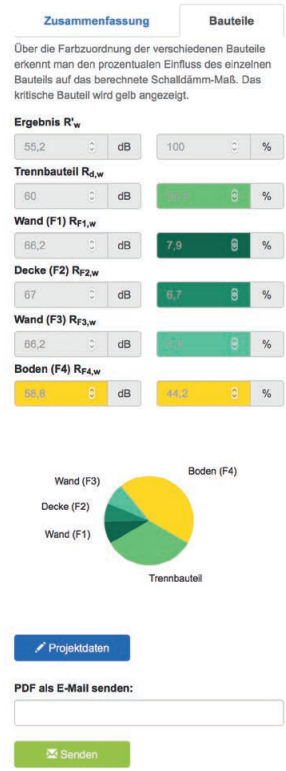 Zusammenfassung Bauteile
Über die Farbzuordnung der verschiedenen Bauteile
erkennt man den prozentualen Einfluss des einzelnen
Bauteils auf das berechnete Schalldämm-Maß. Das
kritische Bauteil wird gelb angezeigt.
Ergebnis R'w
55,2 dB 100 %
Trennbauteil Rd,w
60 dB %
Wand (F1) RF1,w
66,2 dB 7,9 %
Decke (F2) RF2,w
67 dB 6,7 %
Wand (F3) RF3,w
66,2 dB %
Boden (F4) RF4,w
58,8 dB 44,2 %
Boden (F4)
Wand (F3)
Decke (F2)
Wand (F1)
Trennbauteil
Projektdaten
PDF als E-Mail senden:
Senden